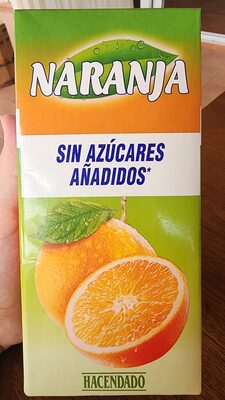 NARANJA
SIN AZÚCARES
AÑADIDOS*
HACENDADO